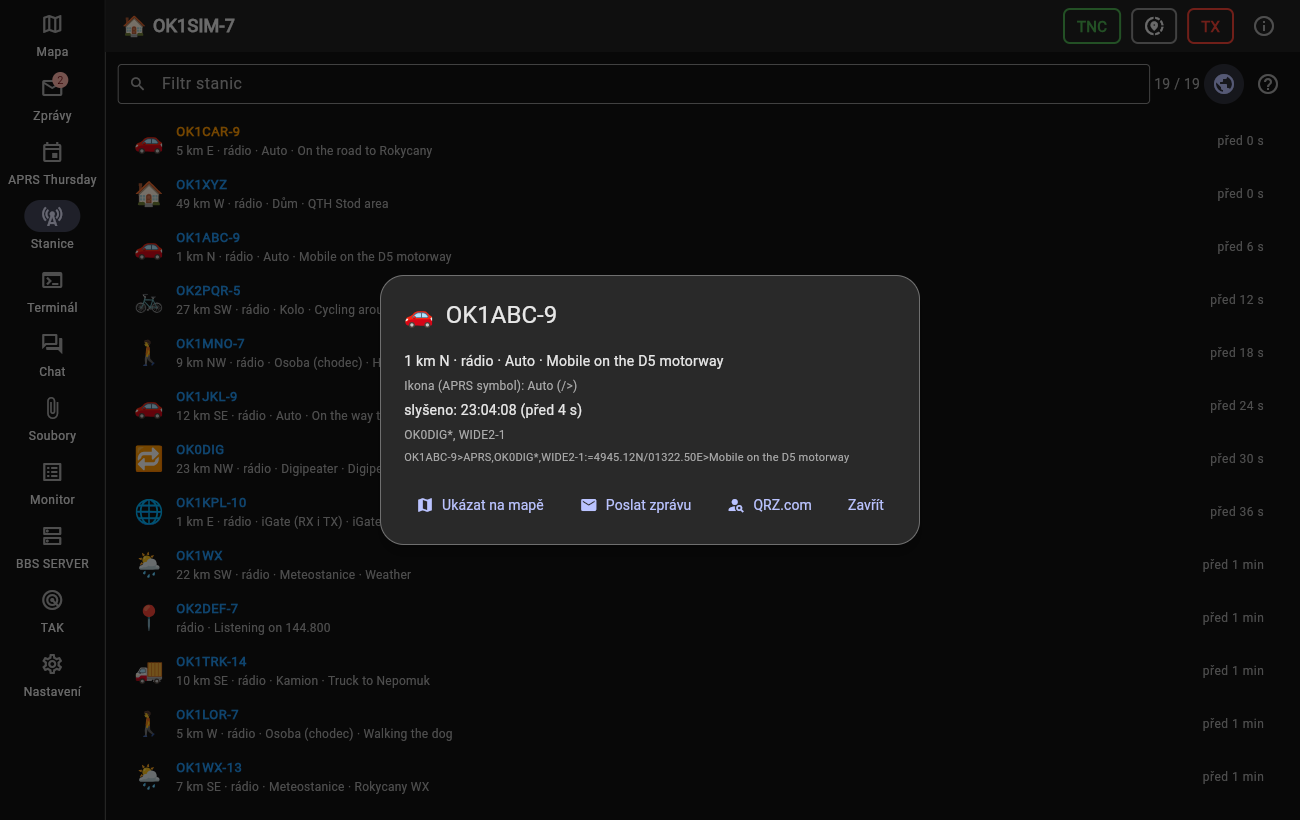 OK1SIM-7
TNC
TX
Mapa
2
Zprávy
APRS Thursday
Stanice
Terminál
Chat
Soubory
Monitor
BBS SERVER
TAK
Nastavení
Filtr stanic
19 / 19
OK1CAR-9
5 km E · rádio · Auto · On the road to Rokycany
před 0 s
OK1XYZ
49 km W · rádio · Dům · QTH Stod area
před 0 s
OK1ABC-9
1 km N · rádio · Auto · Mobile on the D5 motorway
před 6 s
OK2PQR-5
27 km SW · rádio · Kolo · Cycling
před 12 s
OK1MNO-7
9 km NW · rádio · Osoba (chodec)
před 18 s
OK1JKL-9
12 km SE · rádio · Auto · On the way
před 24 s
OK0DIG
23 km NW · rádio · Digipeater
před 30 s
OK1KPL-10
1 km E · rádio · iGate (RX i TX) · iGate
před 36 s
OK1WX
22 km SW · rádio · Meteostanice · Weather
před 1 min
OK2DEF-7
rádio · Listening on 144.800
před 1 min
OK1TRK-14
10 km SE · rádio · Kamion · Truck to Nepomuk
před 1 min
OK1LOR-7
5 km W · rádio · Osoba (chodec) · Walking the dog
před 1 min
OK1WX-13
7 km SE · rádio · Meteostanice · Rokycany WX
před 1 min
OK1ABC-9
1 km N · rádio · Auto · Mobile on the D5 motorway
Ikona (APRS symbol): Auto (/>)
slyšeno: 23:04:08 (před 4 s)
OK0DIG*, WIDE2-1
OK1ABC-9>APRS,OK0DIG*,WIDE2-1:=4945.12N/01322.50E>Mobile on the D5 motorway
Ukázat na mapě
Poslat zprávu
QRZ.com
Zavřít